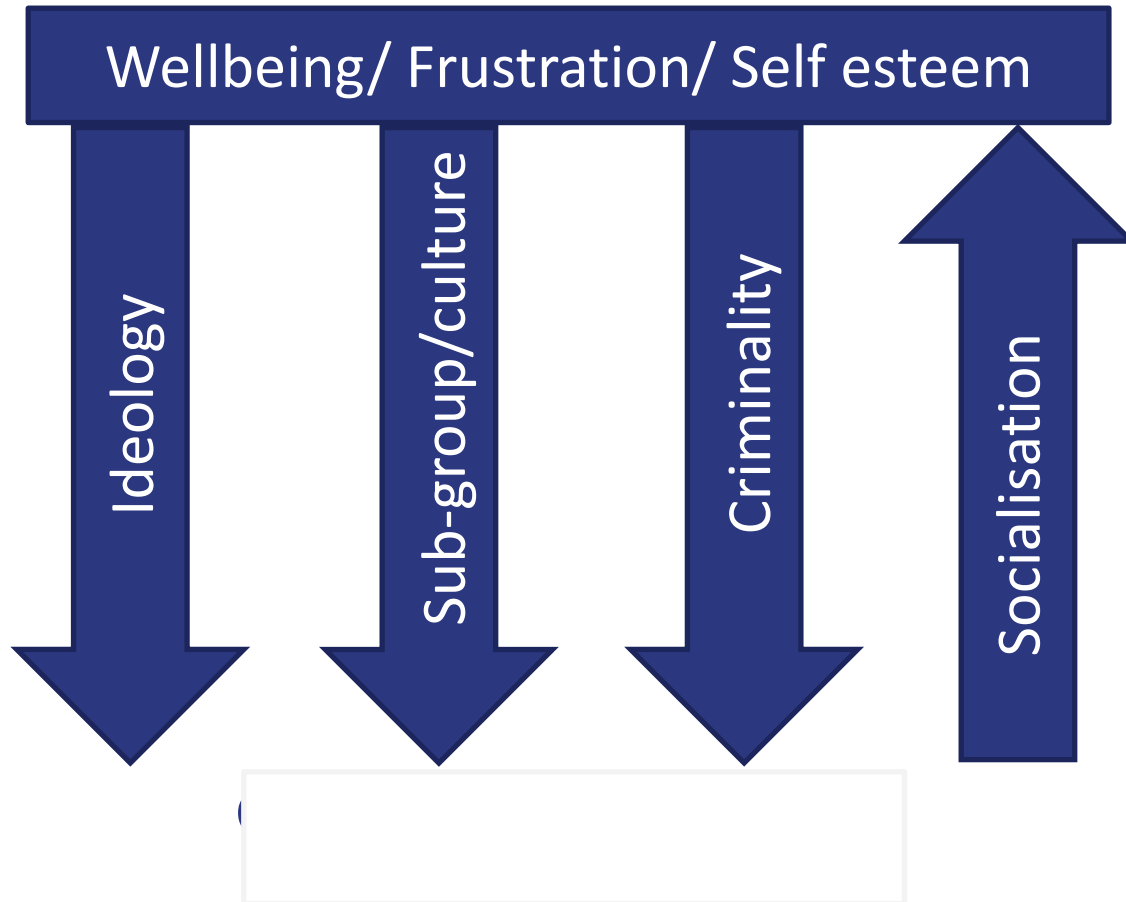 Wellbeing/ Frustration/ Self esteem
Ideology
Sub-group/culture
Criminality
Socialisation